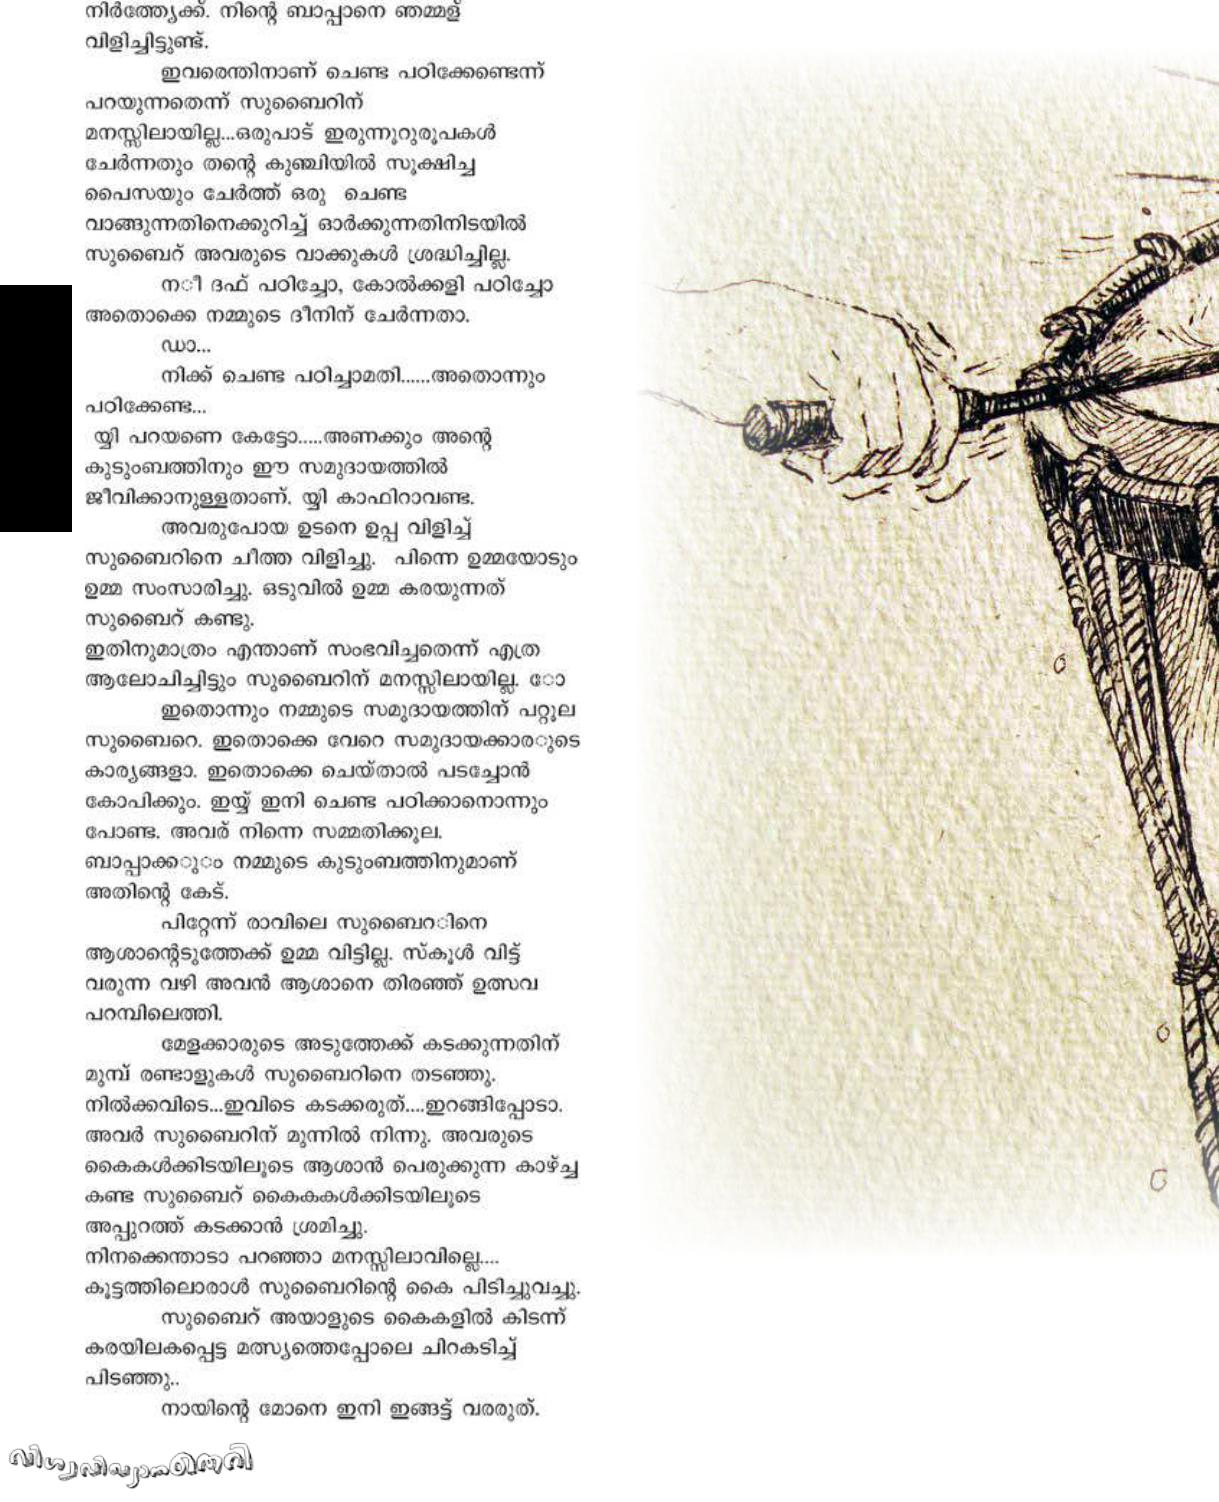 നിർത്ത്യേക്ക്. നിന്റെ ബാപ്പാനെ ഞമ്മള്
വിളിച്ചിട്ടുണ്ട്.
ഇവരെന്തിനാണ് ചെണ്ട പഠിക്കേണ്ടെന്ന്
പറയുന്നതെന്ന് സുബൈറിന്
മനസ്സിലായില്ല...ഒരുപാട് ഇരുന്നൂറുരൂപകൾ
ചേർന്നതും തന്റെ കുഞ്ചിയിൽ സൂക്ഷിച്ച
പൈസയും ചേർത്ത് ഒരു ചെണ്ട
വാങ്ങുന്നതിനെക്കുറിച്ച് ഓർക്കുന്നതിനിടയിൽ
സുബൈറ് അവരുടെ വാക്കുകൾ ശ്രദ്ധിച്ചില്ല.
ന ീ ദഫ് പഠിച്ചോ, കോൽക്കളി പഠിച്ചോ
അതൊക്കെ നമ്മുടെ ദീനിന് ചേർന്നതാ.
ഡാ...
നിക്ക് ചെണ്ട പഠിച്ചാമതി......അതൊന്നും
പഠിക്കേണ്ട...
യ്യി പറയണെ കേട്ടോ.....അണക്കും അന്റെ
കുടുംബത്തിനും ഈ സമുദായത്തിൽ
ജീവിക്കാനുള്ളതാണ്. യ്യി കാഫിറാവണ്ട.
അവരുപോയ ഉടനെ ഉപ്പ വിളിച്ച്
സുബൈറിനെ ചീത്ത വിളിച്ചു. പിന്നെ ഉമ്മയോടും
ഉമ്മ സംസാരിച്ചു. ഒടുവിൽ ഉമ്മ കരയുന്നത്
സുബൈറ് കണ്ടു.
ഇതിനുമാത്രം എന്താണ് സംഭവിച്ചതെന്ന് എത്ര
ആലോചിച്ചിട്ടും സുബൈറിന് മനസ്സിലായില്ല. ോ
ഇതൊന്നും നമ്മുടെ സമുദായത്തിന് പറ്റൂല
സുബൈറെ. ഇതൊക്കെ വേറെ സമുദായക്കാര ുടെ
കാര്യങ്ങളാ. ഇതൊക്കെ ചെയ്താൽ പടച്ചോൻ
കോപിക്കും. ഇയ്യ് ഇനി ചെണ്ട പഠിക്കാനൊന്നും
പോണ്ട. അവര് നിന്നെ സമ്മതിക്കൂല.
ബാപ്പാക്ക ു ം നമ്മുടെ കുടുംബത്തിനുമാണ്
അതിന്റെ കേട്.
പിറ്റേന്ന് രാവിലെ സുബൈറ ിനെ
ആശാന്റെടുത്തേക്ക് ഉമ്മ വിട്ടില്ല. സ്കൂൾ വിട്ട്
വരുന്ന വഴി അവൻ ആശാനെ തിരഞ്ഞ് ഉത്സവ
പറമ്പിലെത്തി.
മേളക്കാരുടെ അടുത്തേക്ക് കടക്കുന്നതിന്
മുമ്പ് രണ്ടാളുകൾ സുബൈറിനെ തടഞ്ഞു.
നിൽക്കവിടെ...ഇവിടെ കടക്കരുത്....ഇറങ്ങിപ്പോടാ.
അവർ സുബൈറിന് മുന്നിൽ നിന്നു. അവരുടെ
കൈകൾക്കിടയിലൂടെ ആശാൻ പെരുക്കുന്ന കാഴ്ച്ച
കണ്ട സുബൈറ് കൈകകൾക്കിടയിലൂടെ
അപ്പുറത്ത് കടക്കാൻ ശ്രമിച്ചു.
നിനക്കെന്താടാ പറഞ്ഞാ മനസ്സിലാവില്ലെ....
കൂട്ടത്തിലൊരാൾ സുബൈറിന്റെ കൈ പിടിച്ചുവച്ചു.
സുബൈറ് അയാളുടെ കൈകളിൽ കിടന്ന്
കരയിലകപ്പെട്ട മത്സ്യത്തെപ്പോലെ ചിറകടിച്ച്
പിടഞ്ഞു..
നായിന്റെ മോനെ ഇനി ഇങ്ങട്ട് വരരുത്.